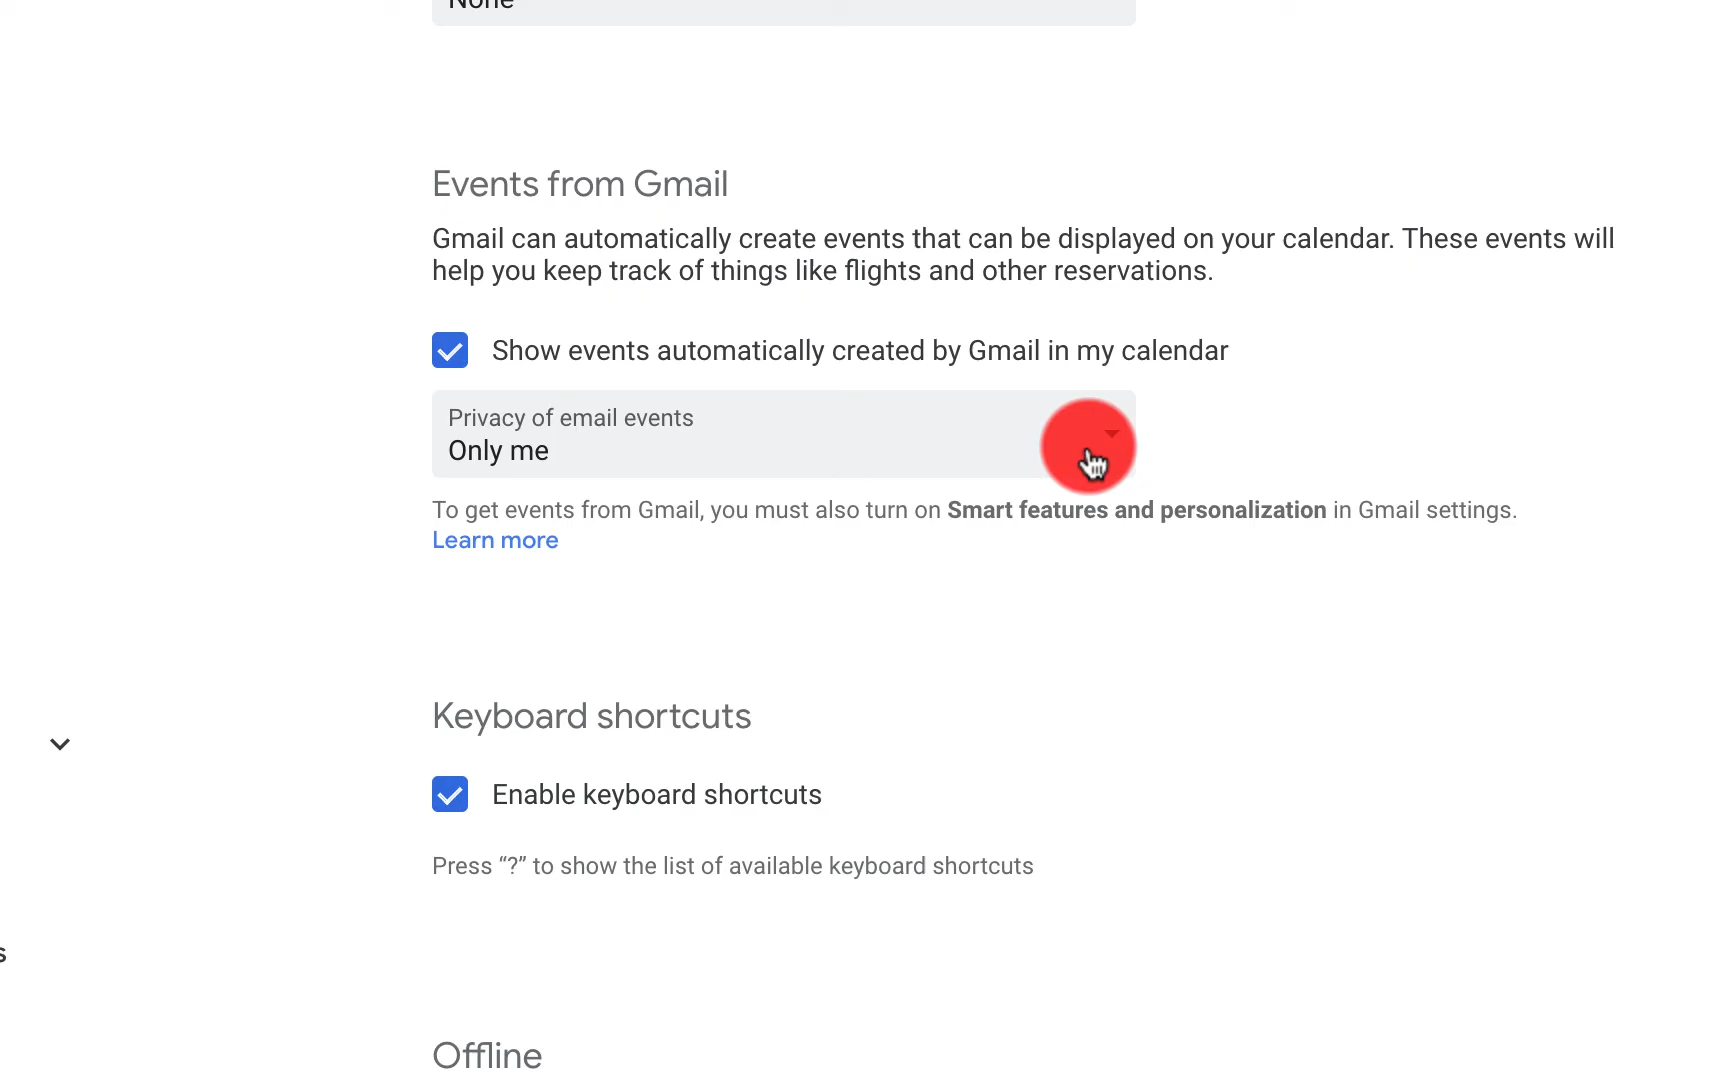 None
Events from Gmail
Gmail can automatically create events that can be displayed on your calendar. These events will
help you keep track of things like flights and other reservations.
Show events automatically created by Gmail in my calendar
Privacy of email events
Only me
To get events from Gmail, you must also turn on Smart features and personalization in Gmail settings.
Learn more
Keyboard shortcuts
Enable keyboard shortcuts
Press “?” to show the list of available keyboard shortcuts
s
Offline